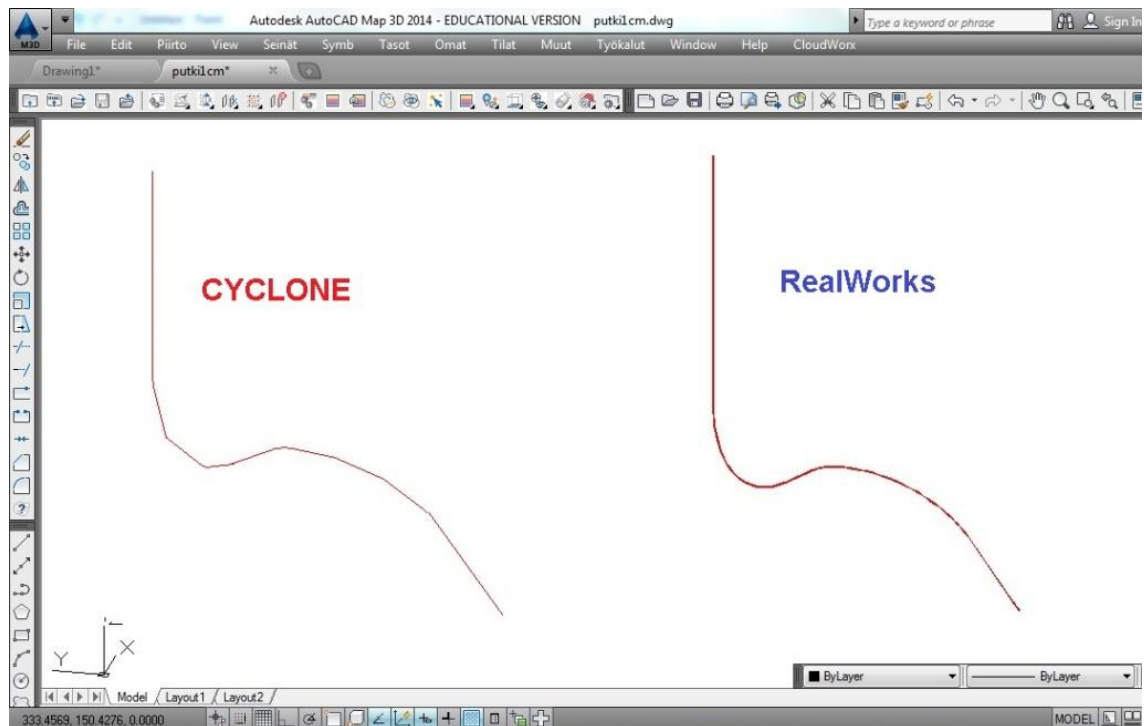 Autodesk AutoCAD Map 3D 2014 - EDUCATIONAL VERSION putki1cm.dwg
Type a keyword or phrase
Sign In
M3D
File Edit Piirto View Seinät Symb Tasot Omat Tilat Muut Työkalut Window Help CloudWorx
Drawing1*
putki1cm*
CYCLONE
RealWorks
Y
X
ByLayer
ByLayer
Model Layout1 Layout2
333.4569, 150.4276, 0.0000
MODEL